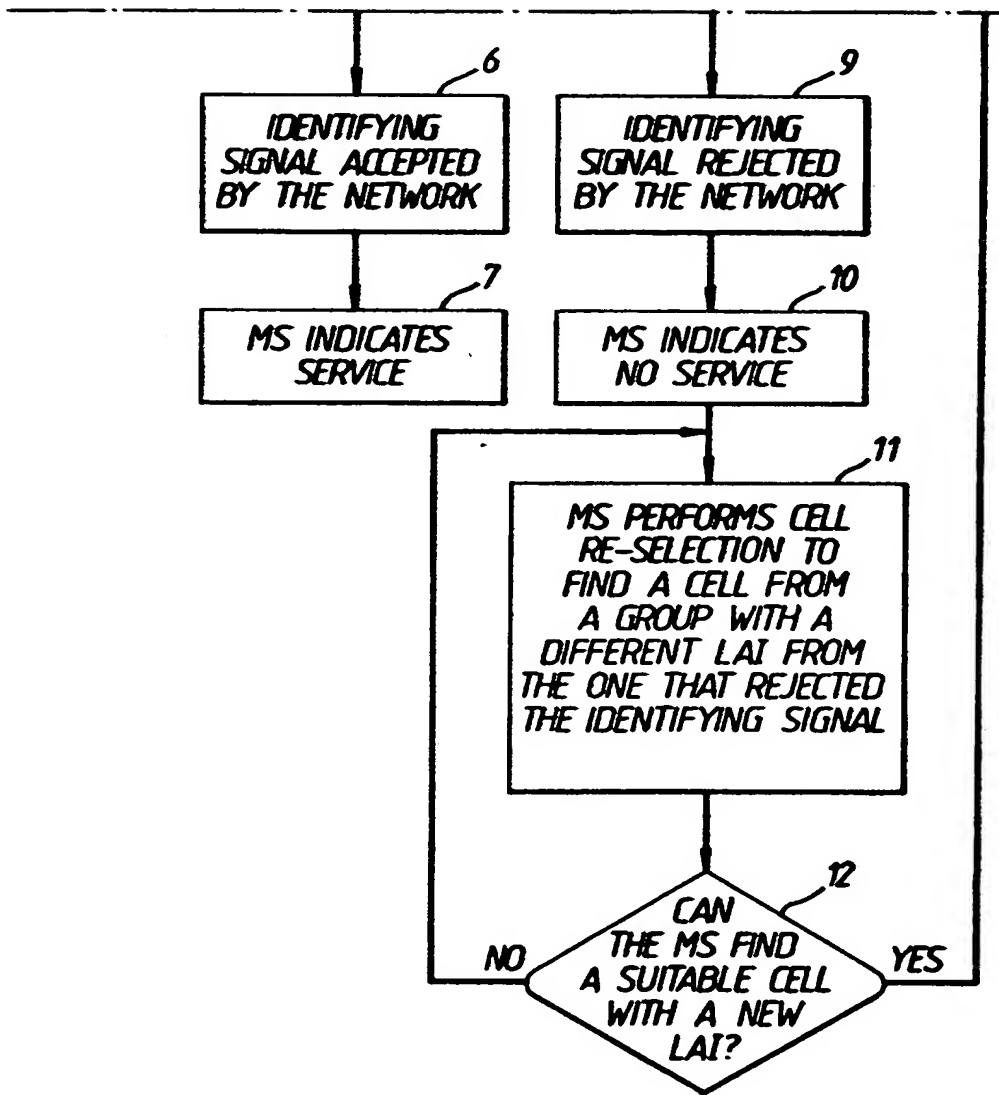 6
IDENTIFYING
SIGNAL ACCEPTED
BY THE NETWORK
9
IDENTIFYING
SIGNAL REJECTED
BY THE NETWORK
7
MS INDICATES
SERVICE
10
MS INDICATES
NO SERVICE
11
MS PERFORMS CELL
RE-SELECTION TO
FIND A CELL FROM
A GROUP WITH A
DIFFERENT LAI FROM
THE ONE THAT REJECTED
THE IDENTIFYING SIGNAL
12
CAN
THE MS FIND
A SUITABLE CELL
WITH A NEW
LAI?
NO
YES